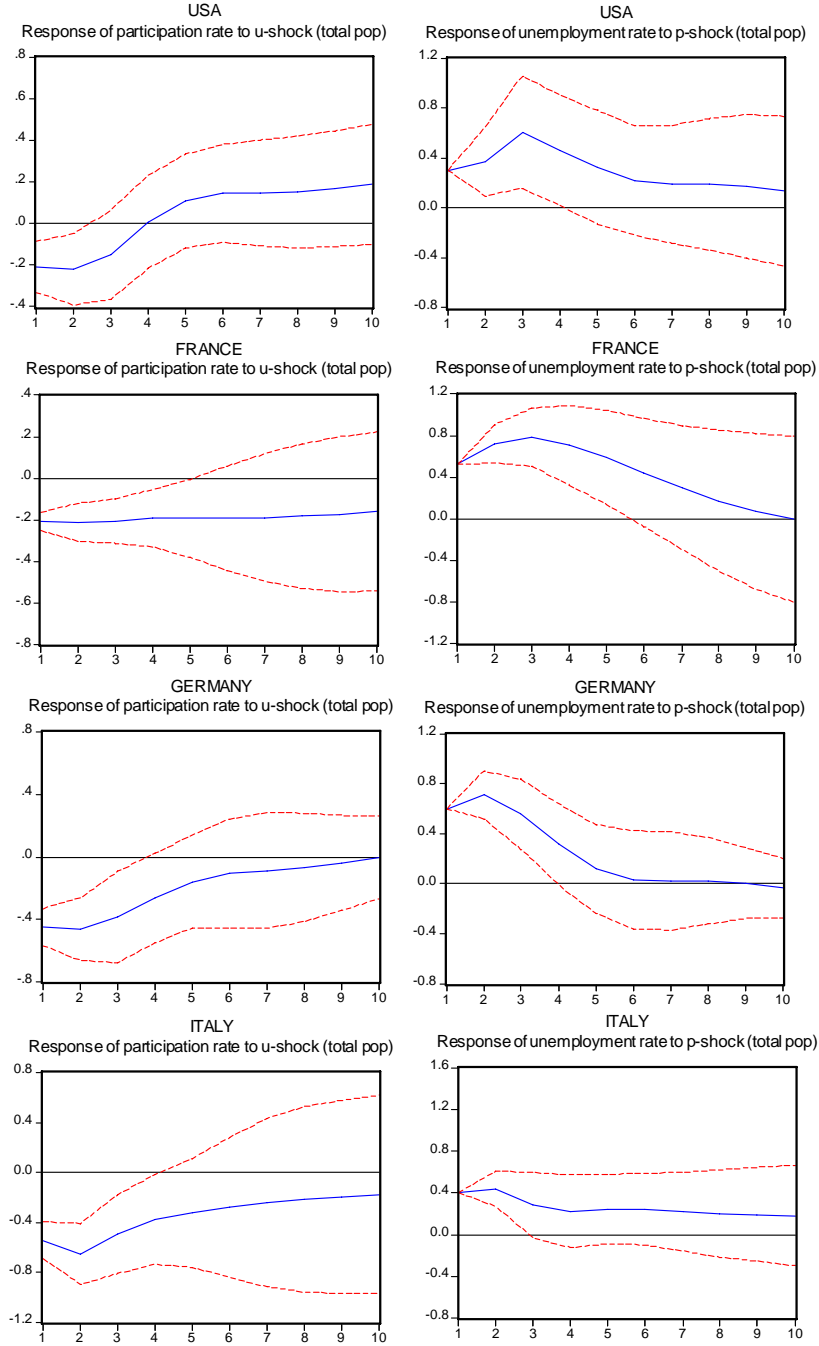 USA
Response of participation rate to u-shock (total pop)
.8
.6
.4
.2
.0
-.2
-.4
1 2 3 4 5 6 7 8 9 10
USA
Response of unemployment rate to p-shock (total pop)
1.2
0.8
0.4
0.0
-0.4
-0.8
1 2 3 4 5 6 7 8 9 10
FRANCE
Response of participation rate to u-shock (total pop)
.4
.2
.0
-.2
-.4
-.6
-.8
1 2 3 4 5 6 7 8 9 10
FRANCE
Response of unemployment rate to p-shock (total pop)
1.2
0.8
0.4
0.0
-0.4
-0.8
-1.2
1 2 3 4 5 6 7 8 9 10
GERMANY
Response of participation rate to u-shock (total pop)
.8
.4
.0
-.4
-.8
1 2 3 4 5 6 7 8 9 10
GERMANY
Response of unemployment rate to p-shock (total pop)
1.2
0.8
0.4
0.0
-0.4
-0.8
1 2 3 4 5 6 7 8 9 10
ITALY
Response of participation rate to u-shock (total pop)
0.8
0.4
0.0
-0.4
-0.8
-1.2
1 2 3 4 5 6 7 8 9 10
ITALY
Response of unemployment rate to p-shock (total pop)
1.6
1.2
0.8
0.4
0.0
-0.4
-0.8
1 2 3 4 5 6 7 8 9 10